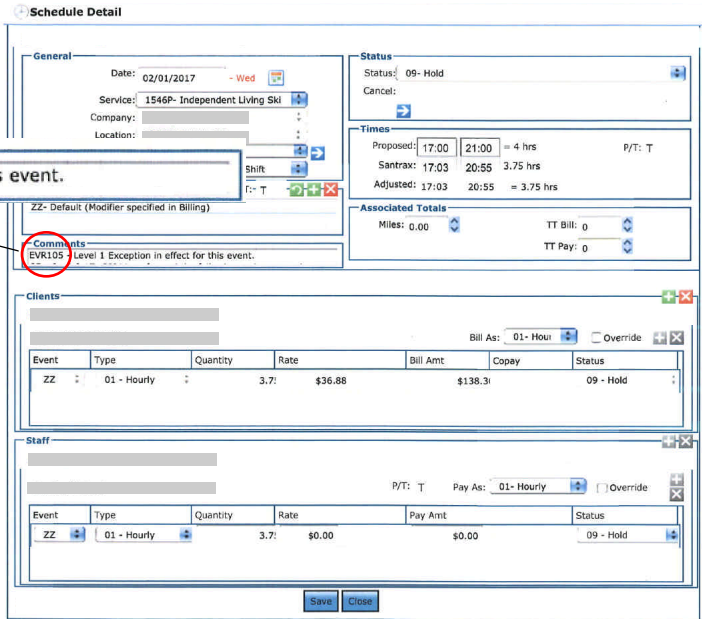 Schedule Detail
General
Date: 02/01/2017 - Wed
Service: 1546P- Independent Living Ski
Company:
Location:
event.
Shift
T:- T
ZZ- Default (Modifier specified in Billing)
Comments
EVR105 - Level 1 Exception in effect for this event.
Status
Status: 09- Hold
Cancel:
Times
Proposed: 17:00 21:00 = 4 hrs P/T: T
Santrax: 17:03 20:55 3.75 hrs
Adjusted: 17:03 20:55 = 3.75 hrs
Associated Totals
Miles: 0.00 TT Bill: 0
TT Pay: 0
Clients
Bill As: 01- Hour Override
Event Type Quantity Rate Bill Amt Copay Status
ZZ 01 - Hourly 3.7 $36.88 $138.3 09 - Hold
Staff
P/T: T Pay As: 01- Hourly Override
Event Type Quantity Rate Pay Amt Status
ZZ 01 - Hourly 3.7 $0.00 $0.00 09 - Hold
Save Close